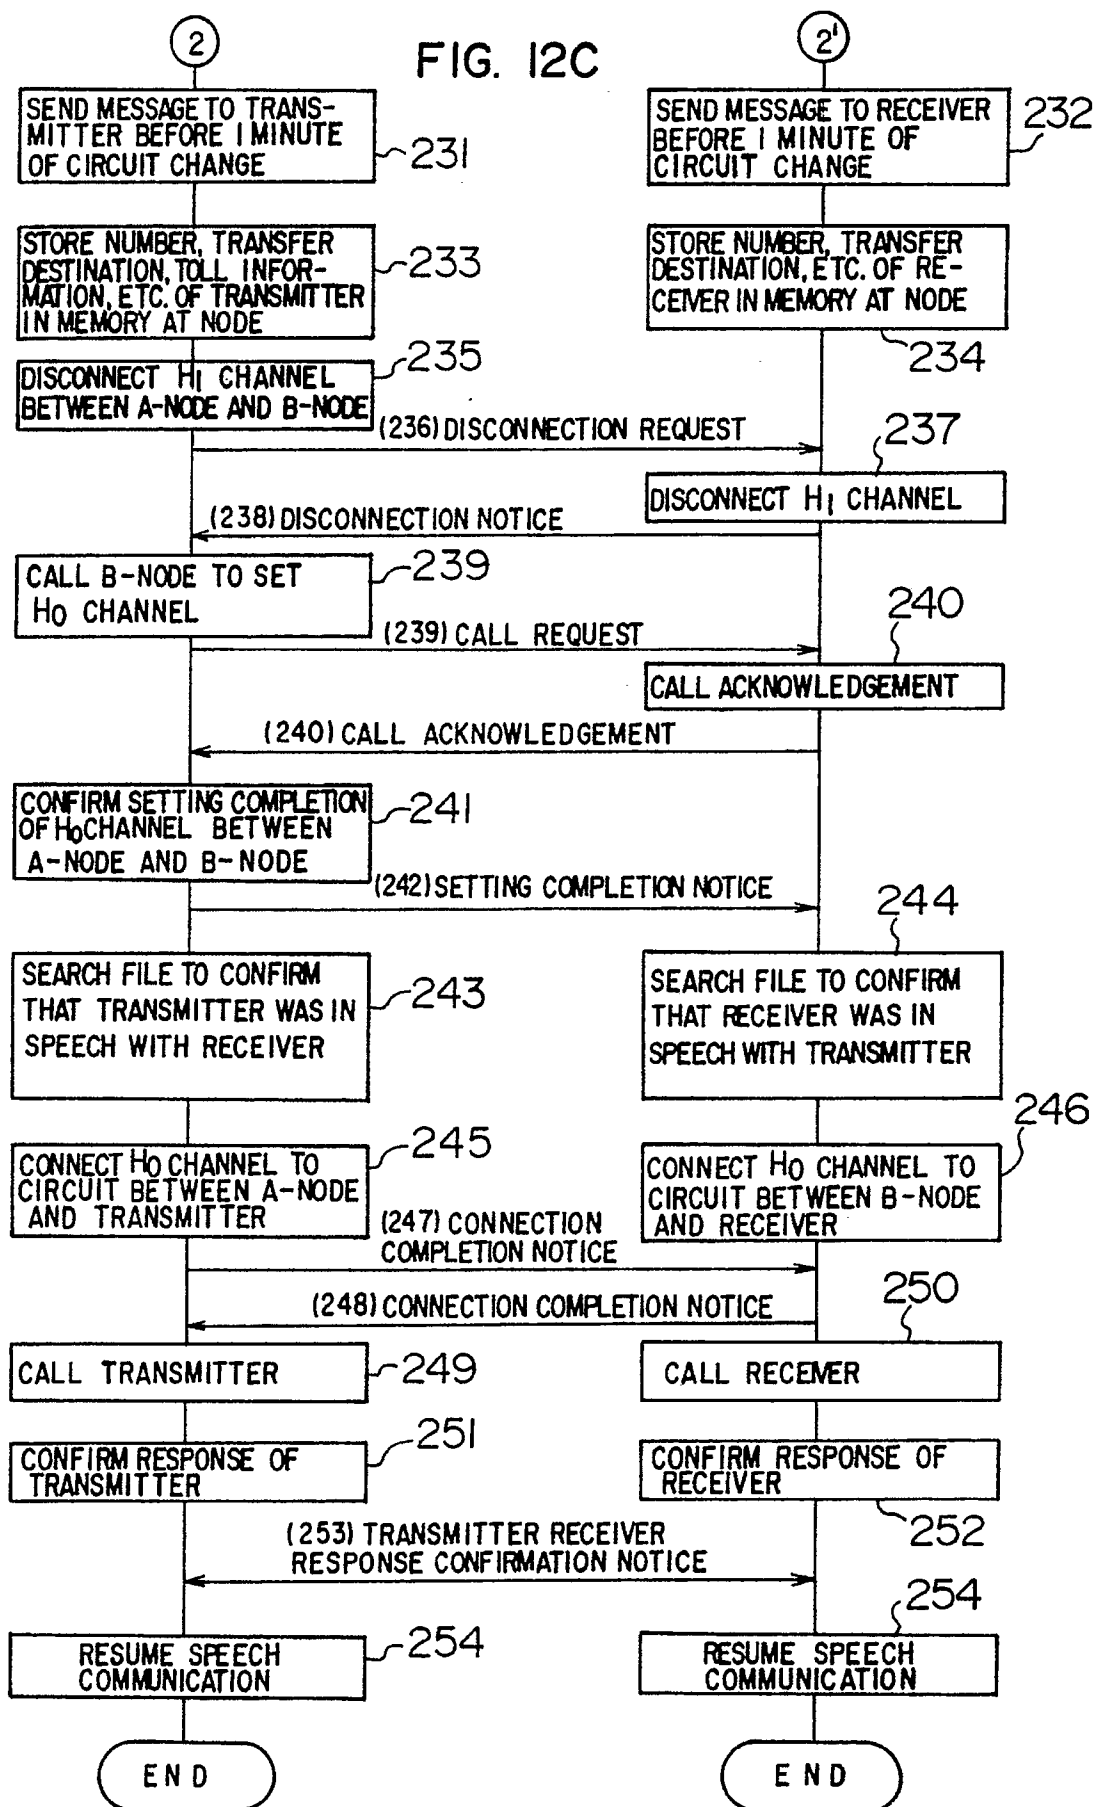 2
FIG. 12C
2'
SEND MESSAGE TO TRANS-
MITTER BEFORE 1 MINUTE
OF CIRCUIT CHANGE
231
SEND MESSAGE TO RECEIVER
BEFORE 1 MINUTE OF
CIRCUIT CHANGE
232
STORE NUMBER, TRANSFER
DESTINATION, TOLL INFOR-
MATION, ETC. OF TRANSMITTER
IN MEMORY AT NODE
233
STORE NUMBER, TRANSFER
DESTINATION, ETC. OF RE-
CEIVER IN MEMORY AT NODE
234
DISCONNECT H1 CHANNEL
BETWEEN A-NODE AND B-NODE
235
(236) DISCONNECTION REQUEST
237
DISCONNECT H1 CHANNEL
(238) DISCONNECTION NOTICE
CALL B-NODE TO SET
H0 CHANNEL
239
(239) CALL REQUEST
240
CALL ACKNOWLEDGEMENT
(240) CALL ACKNOWLEDGEMENT
CONFIRM SETTING COMPLETION
OF H0 CHANNEL BETWEEN
A-NODE AND B-NODE
241
(242) SETTING COMPLETION NOTICE
SEARCH FILE TO CONFIRM
THAT TRANSMITTER WAS IN
SPEECH WITH RECEIVER
243
244
SEARCH FILE TO CONFIRM
THAT RECEIVER WAS IN
SPEECH WITH TRANSMITTER
CONNECT H0 CHANNEL TO
CIRCUIT BETWEEN A-NODE
AND TRANSMITTER
245
246
CONNECT H0 CHANNEL TO
CIRCUIT BETWEEN B-NODE
AND RECEIVER
(247) CONNECTION
COMPLETION NOTICE
(248) CONNECTION COMPLETION NOTICE
CALL TRANSMITTER
249
250
CALL RECEIVER
CONFIRM RESPONSE OF
TRANSMITTER
251
CONFIRM RESPONSE OF
RECEIVER
252
(253) TRANSMITTER RECEIVER
RESPONSE CONFIRMATION NOTICE
RESUME SPEECH
COMMUNICATION
254
254
RESUME SPEECH
COMMUNICATION
END
END